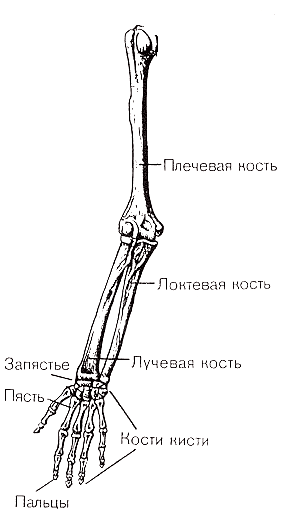 Плечевая кость
Локтевая кость
Запястье
Лучевая кость
Пясть
Кости кисти
Пальцы